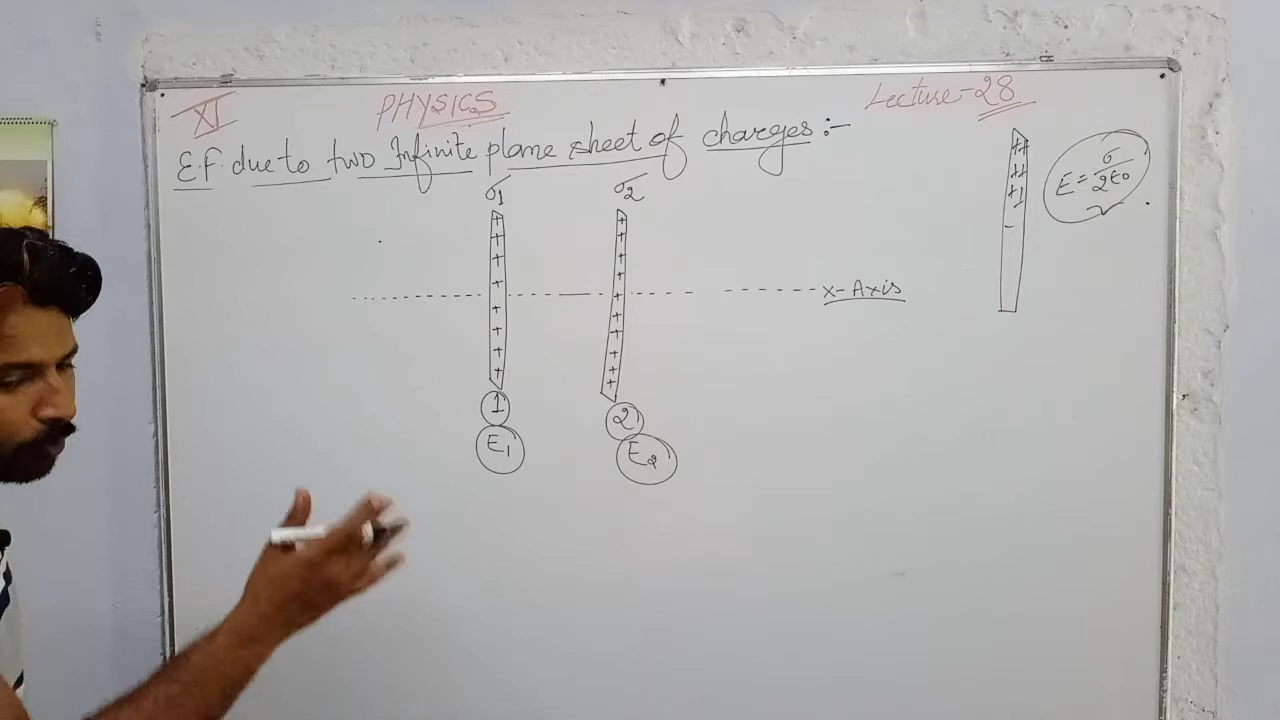 XI PHYSICS Lecture-28
E.F. due to two Infinite plane sheet of charges:-
σ1 σ2
E = σ/2ε0
x-Axis
1 2
E1 E2